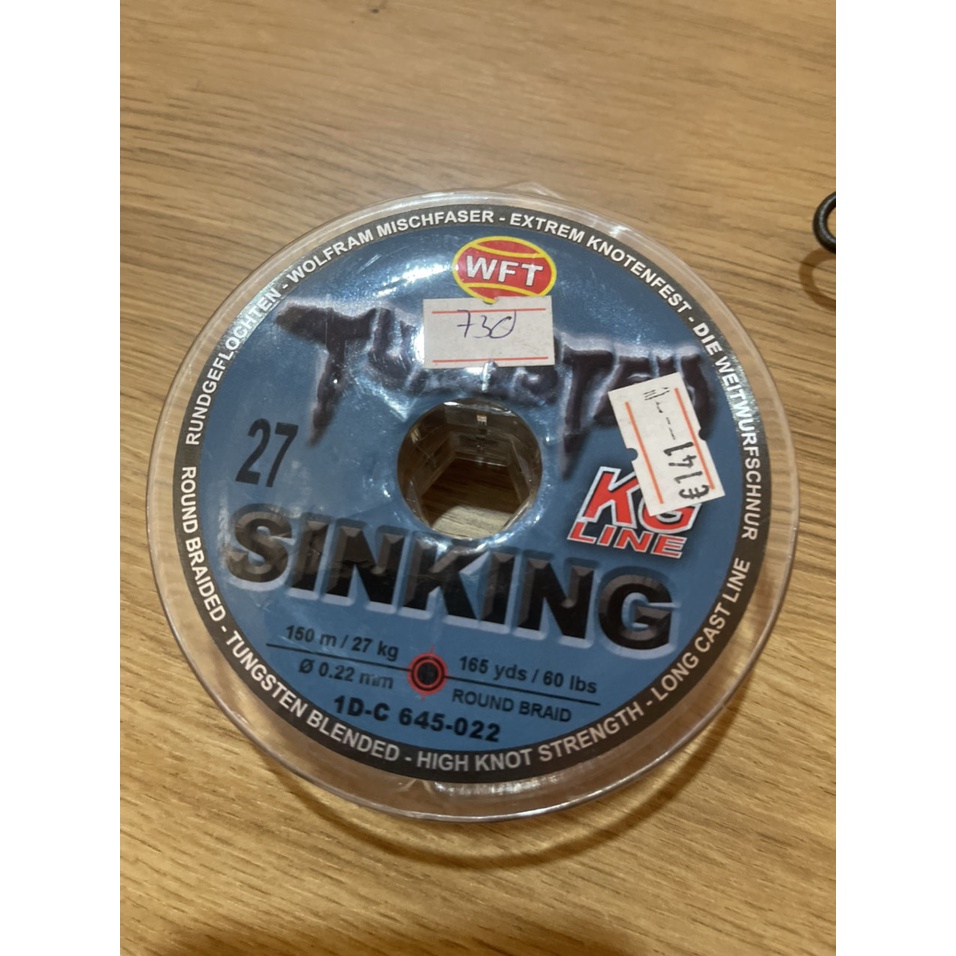 RUNDGEFLOCHTEN - WOLFRAM MISCHFASER - EXTREM KNOTENFEST - DIE WEITWURFSCHNUR
WFT
730
27
KG
LINE
SINKING
150 m / 27 kg
165 yds / 60 lbs
Ø 0.22 mm
ROUND BRAID
1D-C 645-022
ROUND BRAIDED - TUNGSTEN BLENDED - HIGH KNOT STRENGTH - LONG CAST LINE